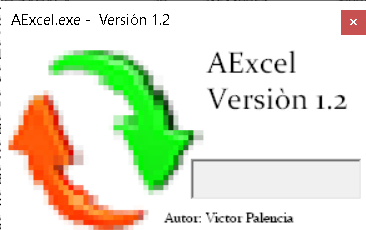 AExcel.exe - Versión 1.2
AExcel
Versiòn 1.2
Autor: Victor Palencia